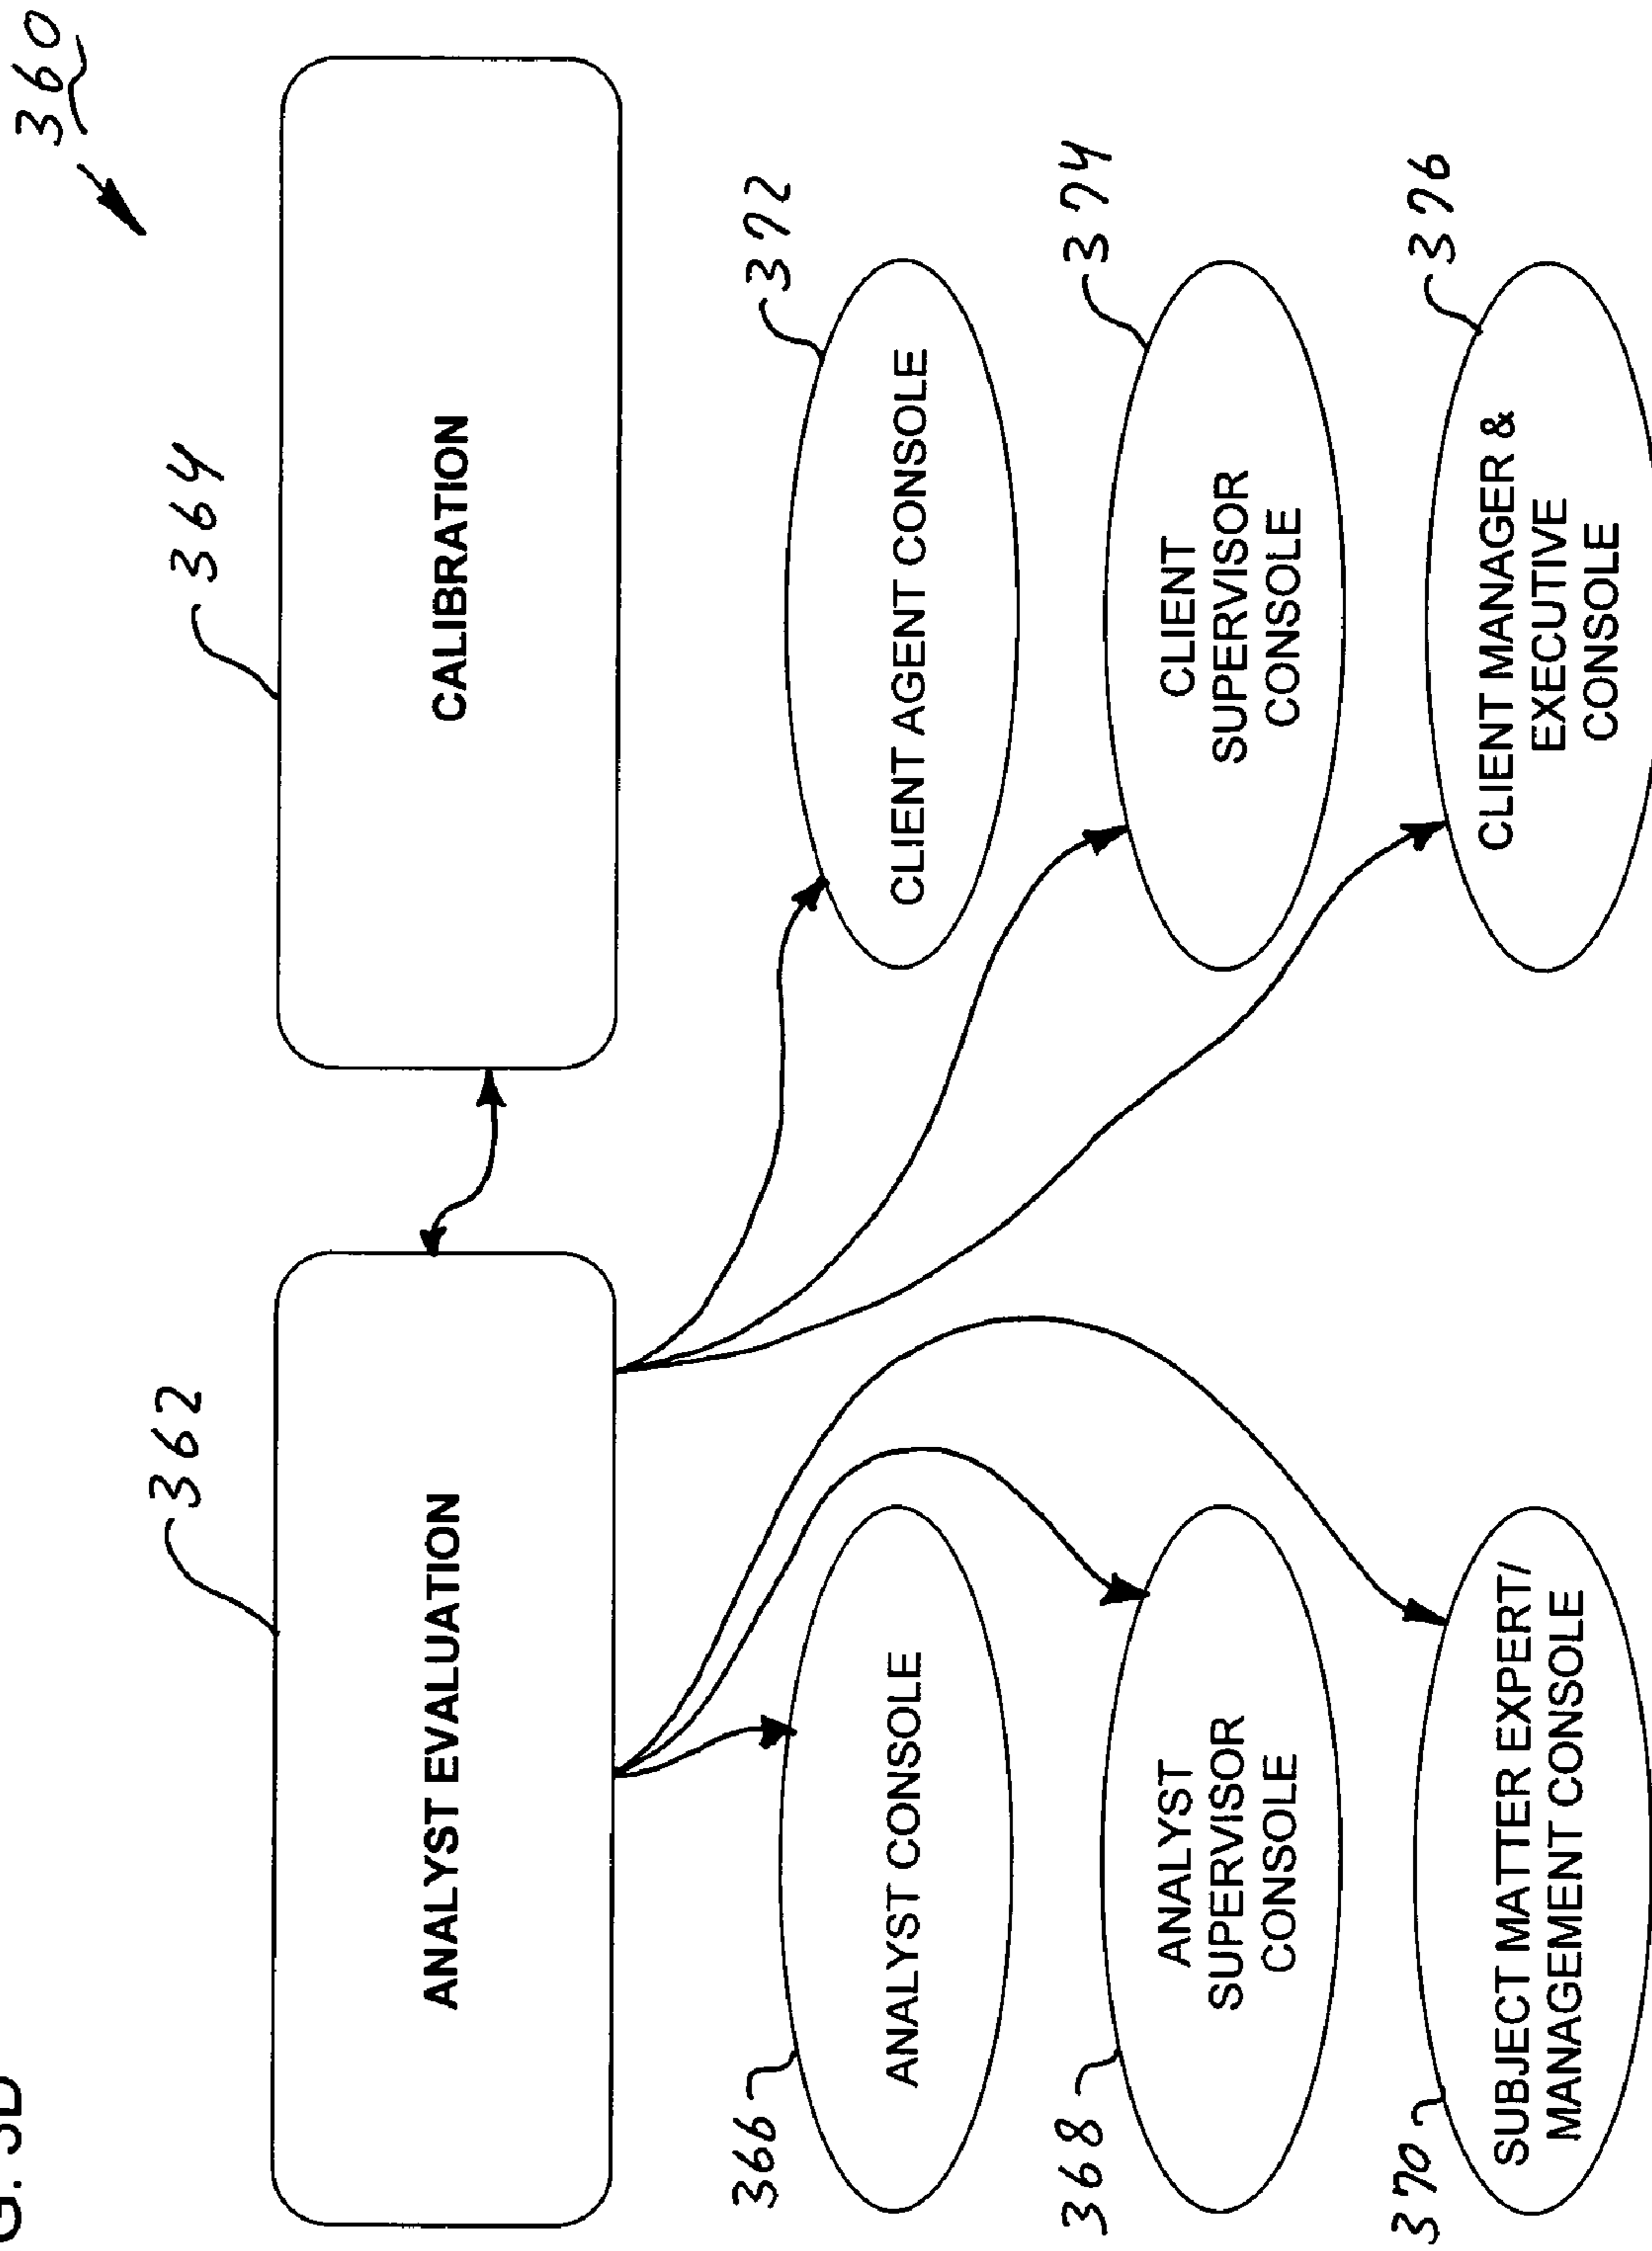 360
362
364
ANALYST EVALUATION
CALIBRATION
366
372
ANALYST CONSOLE
CLIENT AGENT CONSOLE
368
374
ANALYST
SUPERVISOR
CONSOLE
CLIENT
SUPERVISOR
CONSOLE
370
376
SUBJECT MATTER EXPERT/
MANAGEMENT CONSOLE
CLIENT MANAGER &
EXECUTIVE
CONSOLE